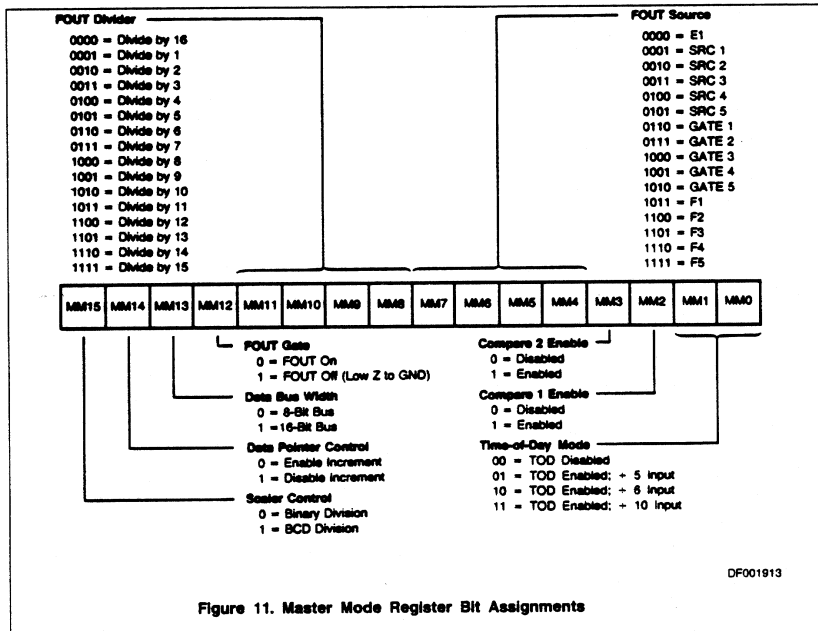 FOUT Divider
0000 = Divide by 16
0001 = Divide by 1
0010 = Divide by 2
0011 = Divide by 3
0100 = Divide by 4
0101 = Divide by 5
0110 = Divide by 6
0111 = Divide by 7
1000 = Divide by 8
1001 = Divide by 9
1010 = Divide by 10
1011 = Divide by 11
1100 = Divide by 12
1101 = Divide by 13
1110 = Divide by 14
1111 = Divide by 15
FOUT Source
0000 = E1
0001 = SRC 1
0010 = SRC 2
0011 = SRC 3
0100 = SRC 4
0101 = SRC 5
0110 = GATE 1
0111 = GATE 2
1000 = GATE 3
1001 = GATE 4
1010 = GATE 5
1011 = F1
1100 = F2
1101 = F3
1110 = F4
1111 = F5
MM15 MM14 MM13 MM12 MM11 MM10 MM9 MM8 MM7 MM6 MM5 MM4 MM3 MM2 MM1 MM0
FOUT Gate
0 = FOUT On
1 = FOUT Off (Low Z to GND)
Data Bus Width
0 = 8-Bit Bus
1 =16-Bit Bus
Data Pointer Control
0 = Enable Increment
1 = Disable Increment
Scaler Control
0 = Binary Division
1 = BCD Division
Compare 2 Enable
0 = Disabled
1 = Enabled
Compare 1 Enable
0 = Disabled
1 = Enabled
Time-of-Day Mode
00 = TOD Disabled
01 = TOD Enabled; ÷ 5 Input
10 = TOD Enabled; ÷ 6 Input
11 = TOD Enabled; ÷ 10 Input
DF001913
Figure 11. Master Mode Register Bit Assignments